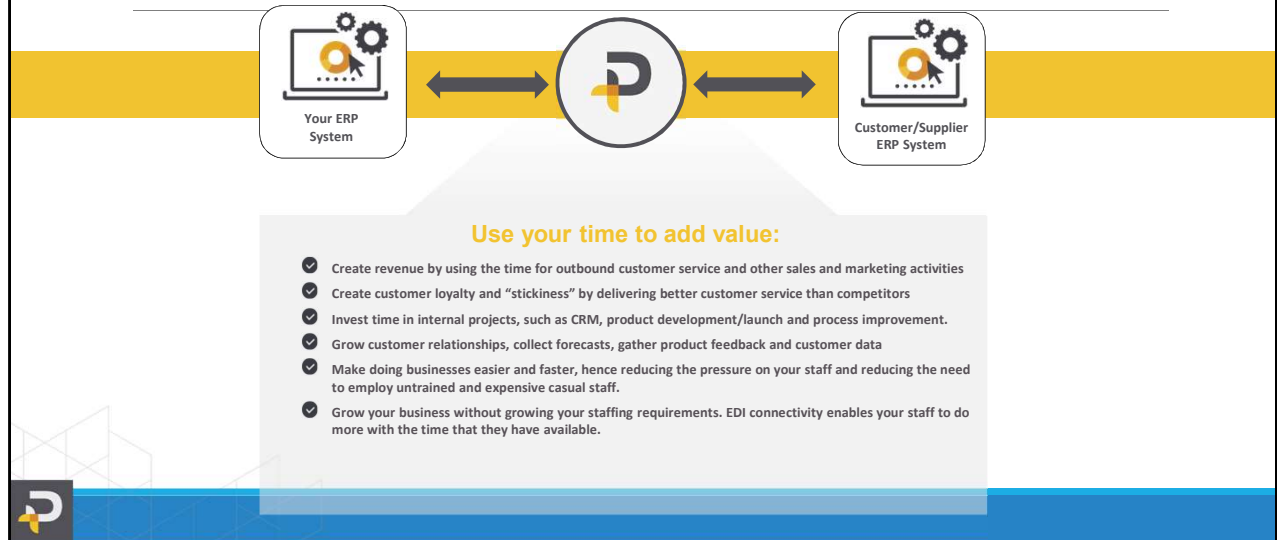 Your ERP
System
Customer/Supplier
ERP System
Use your time to add value:
Create revenue by using the time for outbound customer service and other sales and marketing activities
Create customer loyalty and “stickiness” by delivering better customer service than competitors
Invest time in internal projects, such as CRM, product development/launch and process improvement.
Grow customer relationships, collect forecasts, gather product feedback and customer data
Make doing businesses easier and faster, hence reducing the pressure on your staff and reducing the need
to employ untrained and expensive casual staff.
Grow your business without growing your staffing requirements. EDI connectivity enables your staff to do
more with the time that they have available.